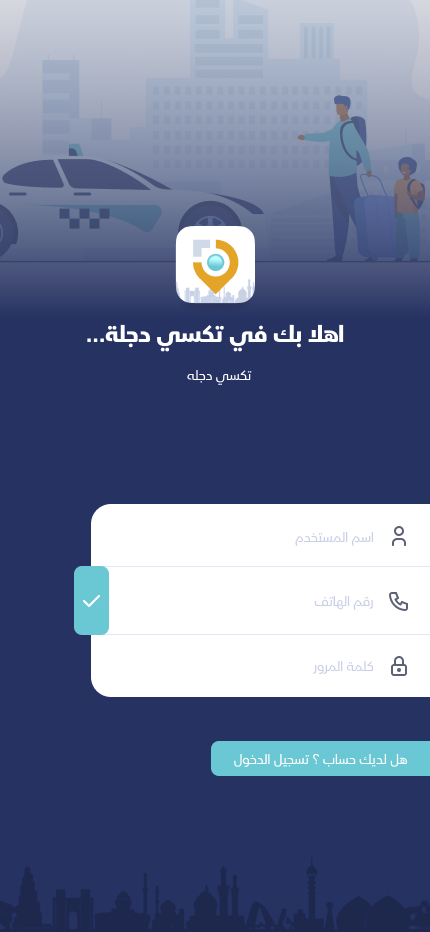 اهلا بك في تكسي دجلة...
تكسي دجله
اسم المستخدم
رقم الهاتف
كلمة المرور
هل لديك حساب ؟ تسجيل الدخول